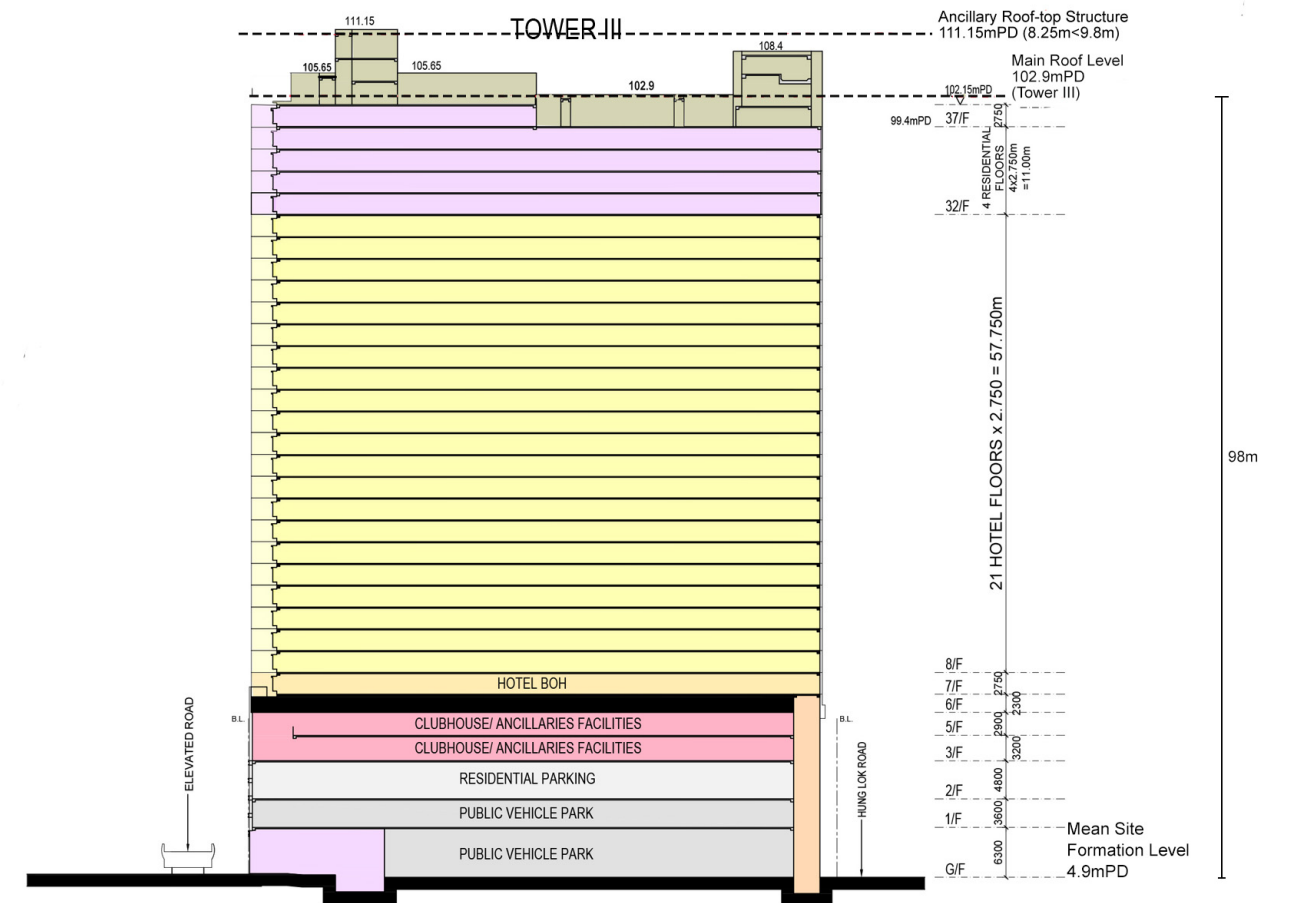 TOWER III
111.15
Ancillary Roof-top Structure
111.15mPD (8.25m<9.8m)
108.4
105.65
105.65
102.9
Main Roof Level
102.9mPD
(Tower III)
102.15mPD
99.4mPD
37/F
2750
4 RESIDENTIAL
FLOORS
4x2.750m
=11.00m
32/F
21 HOTEL FLOORS x 2.750 = 57.750m
98m
8/F
HOTEL BOH
2750
7/F
2300
6/F
B.L.
B.L.
CLUBHOUSE/ ANCILLARIES FACILITIES
2900
5/F
CLUBHOUSE/ ANCILLARIES FACILITIES
3200
3/F
ELEVATED ROAD
HUNG LOK ROAD
RESIDENTIAL PARKING
4800
2/F
PUBLIC VEHICLE PARK
3600
1/F
PUBLIC VEHICLE PARK
6300
G/F
Mean Site
Formation Level
4.9mPD